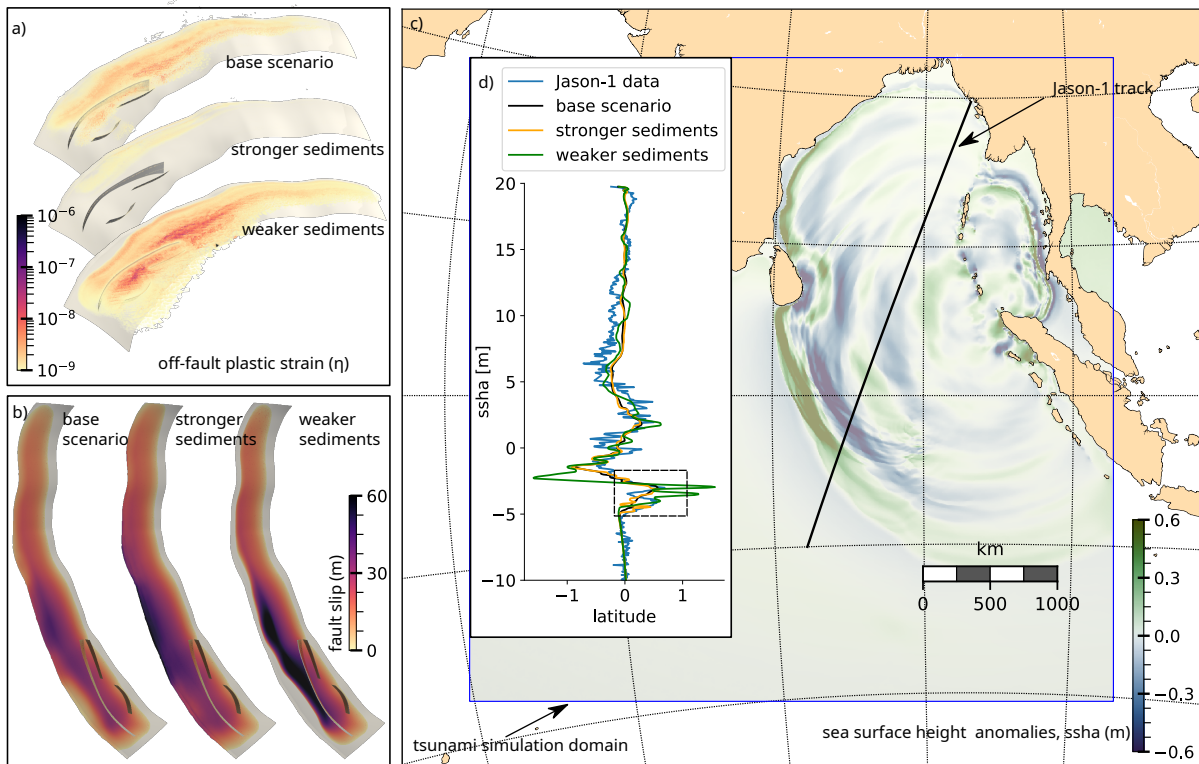 a)
base scenario
stronger sediments
weaker sediments
10⁻⁶
10⁻⁷
10⁻⁸
10⁻⁹
off-fault plastic strain (η)
b)
base
scenario
stronger
sediments
weaker
sediments
60
30
0
fault slip (m)
c)
Jason-1 track
d)
Jason-1 data
base scenario
stronger sediments
weaker sediments
20
15
10
5
0
−5
−10
ssha [m]
−1
0
1
latitude
km
0
500
1000
0.6
0.3
0.0
−0.3
−0.6
tsunami simulation domain
sea surface height anomalies, ssha (m)